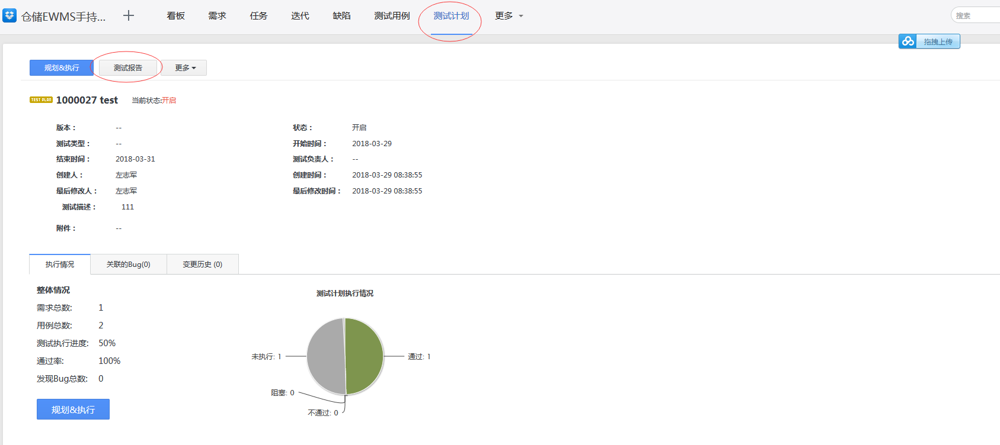 仓储EWMS手持... 看板 需求 任务 迭代 缺陷 测试用例 测试计划 更多 搜索
拖拽上传
规划&执行 测试报告 更多
TEST PLAN 1000027 test 当前状态:开启
版本： -- 状态： 开启
测试类型： -- 开始时间： 2018-03-29
结束时间： 2018-03-31 测试负责人： --
创建人： 左志军 创建时间： 2018-03-29 08:38:55
最后修改人： 左志军 最后修改时间： 2018-03-29 08:38:55
测试描述： 111
附件： --
执行情况 关联的Bug(0) 变更历史 (0)
整体情况
需求总数: 1
用例总数: 2
测试执行进度: 50%
通过率: 100%
发现Bug总数: 0
规划&执行
测试计划执行情况
未执行: 1 通过: 1
阻塞: 0
不通过: 0